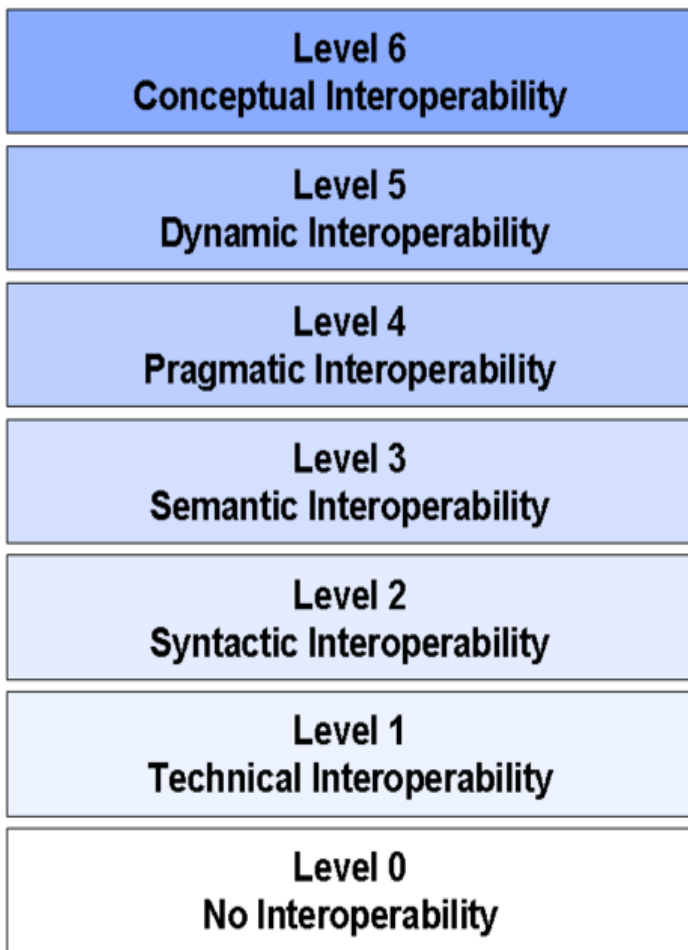 Level 6
Conceptual Interoperability
Level 5
Dynamic Interoperability
Level 4
Pragmatic Interoperability
Level 3
Semantic Interoperability
Level 2
Syntactic Interoperability
Level 1
Technical Interoperability
Level 0
No Interoperability